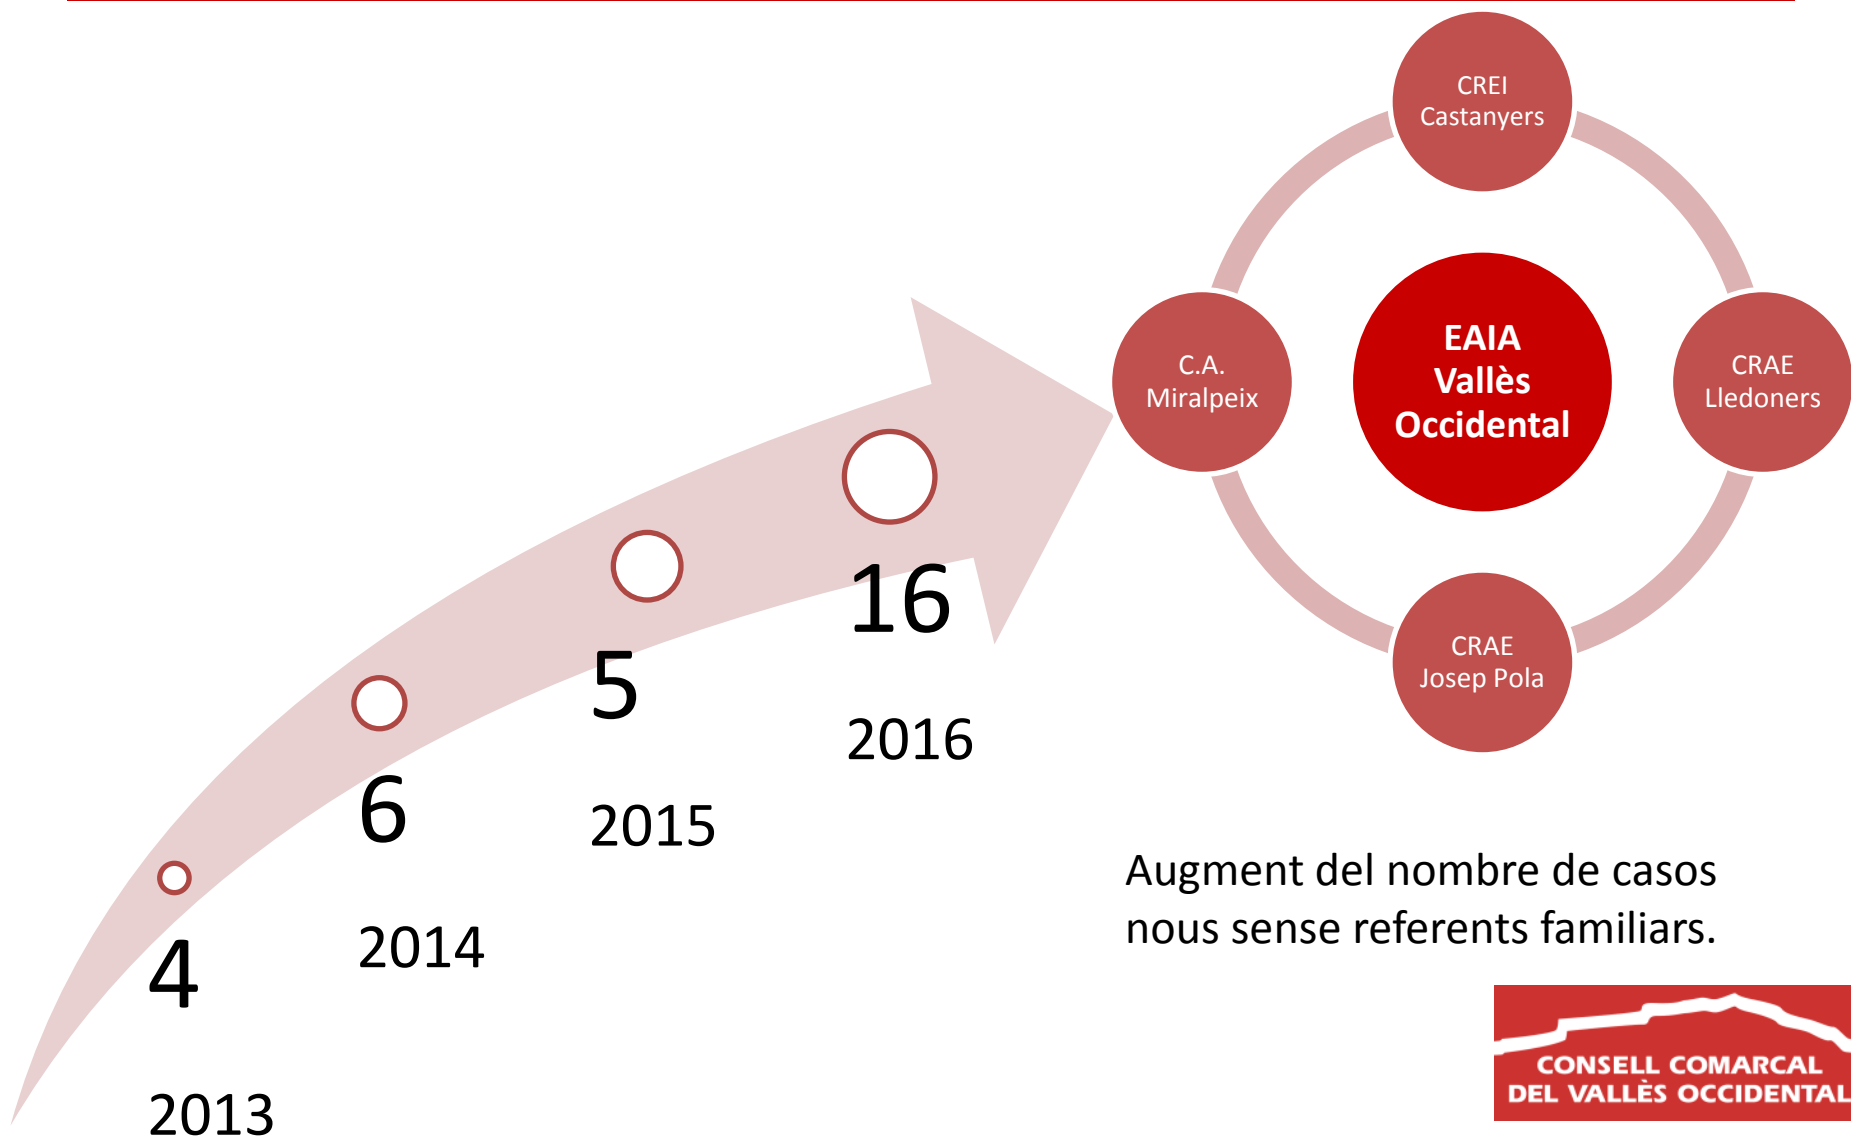 CREI
Castanyers
C.A.
Miralpeix
EAIA
Vallès
Occidental
CRAE
Lledoners
CRAE
Josep Pola
16
2016
5
2015
6
2014
4
2013
Augment del nombre de casos
nous sense referents familiars.
CONSELL COMARCAL
DEL VALLÈS OCCIDENTAL